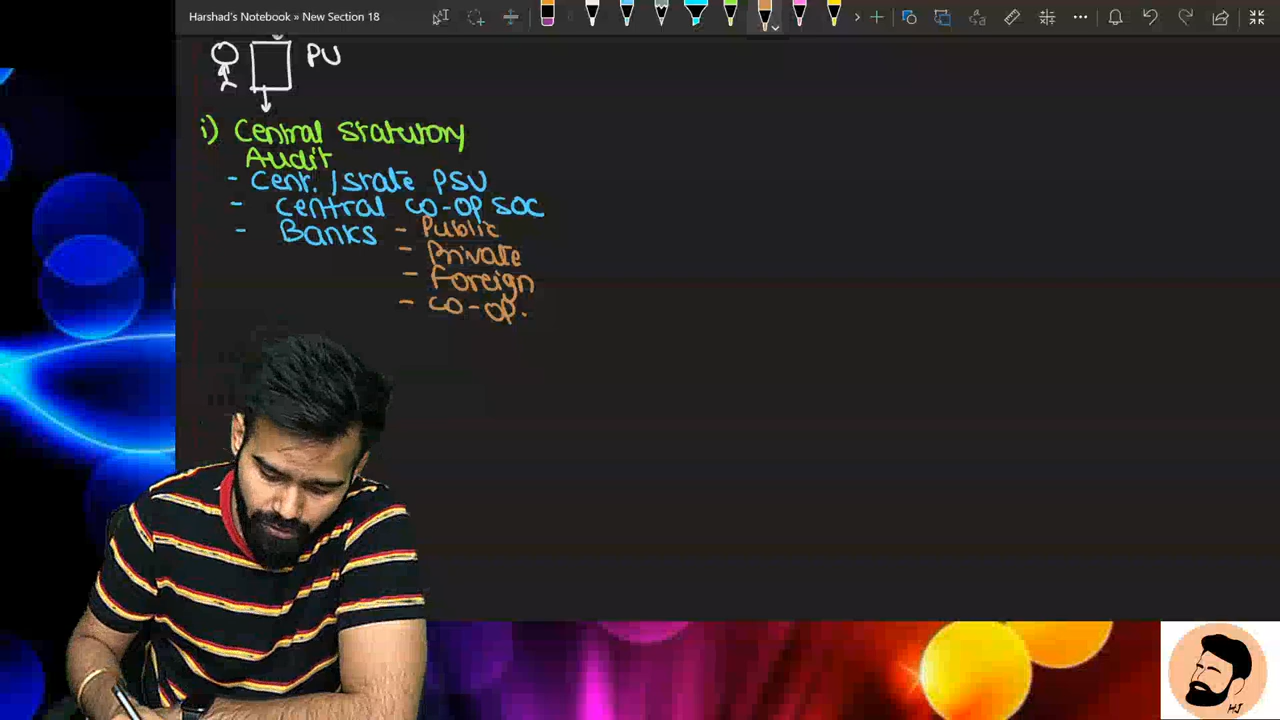 Harshad's Notebook » New Section 18
PU
i) Central Statutory
Audit
- Cent. / State PSU
- Central CO-OP SOC
- Banks - Public
- Private
- Foreign
- CO-OP.
HJ